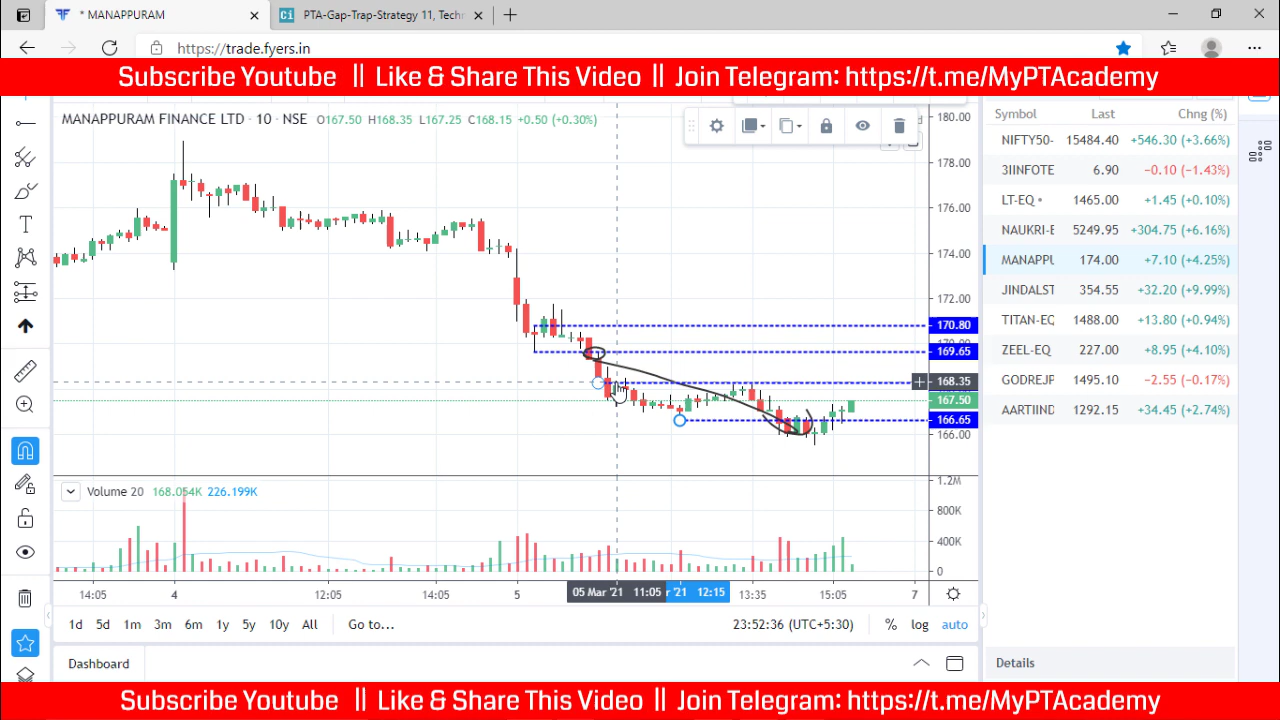 * MANAPPURAM
PTA-Gap-Trap-Strategy 11, Techr
https://trade.fyers.in
Subscribe Youtube || Like & Share This Video || Join Telegram: https://t.me/MyPTAcademy
MANAPPURAM FINANCE LTD · 10 · NSE O167.50 H168.35 L167.25 C168.15 +0.50 (+0.30%)
180.00
178.00
176.00
174.00
172.00
170.80
170.00
169.65
168.35
167.50
166.65
166.00
Symbol Last Chng (%)
NIFTY50- 15484.40 +546.30 (+3.66%)
3IINFOTE 6.90 −0.10 (−1.43%)
LT-EQ • 1465.00 +1.45 (+0.10%)
NAUKRI-E 5249.95 +304.75 (+6.16%)
MANAPPU 174.00 +7.10 (+4.25%)
JINDALST 354.55 +32.20 (+9.99%)
TITAN-EQ 1488.00 +13.80 (+0.94%)
ZEEL-EQ 227.00 +8.95 (+4.10%)
GODREJP 1495.10 −2.55 (−0.17%)
AARTIIND 1292.15 +34.45 (+2.74%)
Volume 20 168.054K 226.199K
1.2M
800K
400K
0
14:05 4 12:05 14:05 5 05 Mar '21 11:05 r '21 12:15 13:35 15:05 7
1d 5d 1m 3m 6m 1y 5y 10y All Go to... 23:52:36 (UTC+5:30) % log auto
Dashboard
Details
Subscribe Youtube || Like & Share This Video || Join Telegram: https://t.me/MyPTAcademy